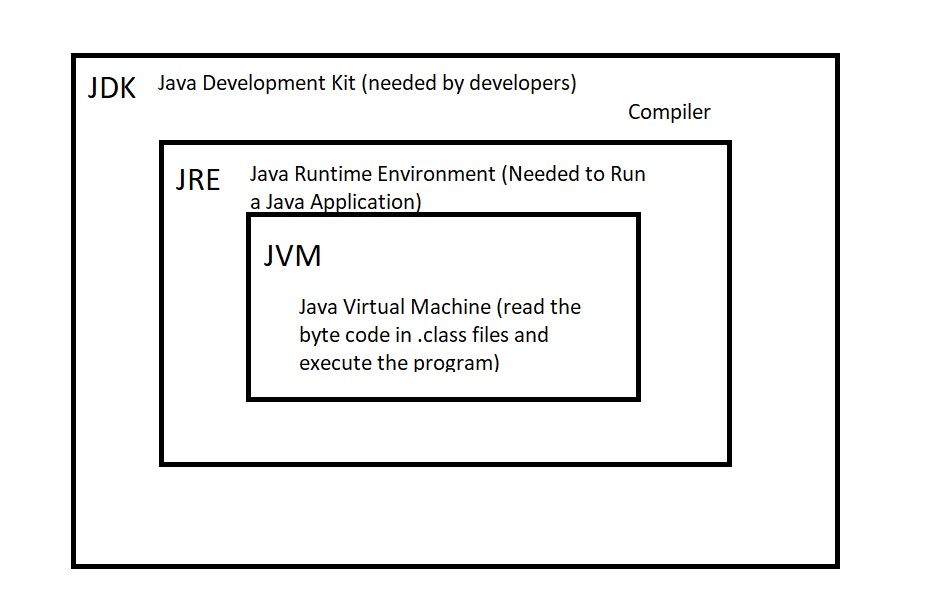 JDK Java Development Kit (needed by developers)
Compiler
JRE Java Runtime Environment (Needed to Run
a Java Application)
JVM
Java Virtual Machine (read the
byte code in .class files and
execute the program)